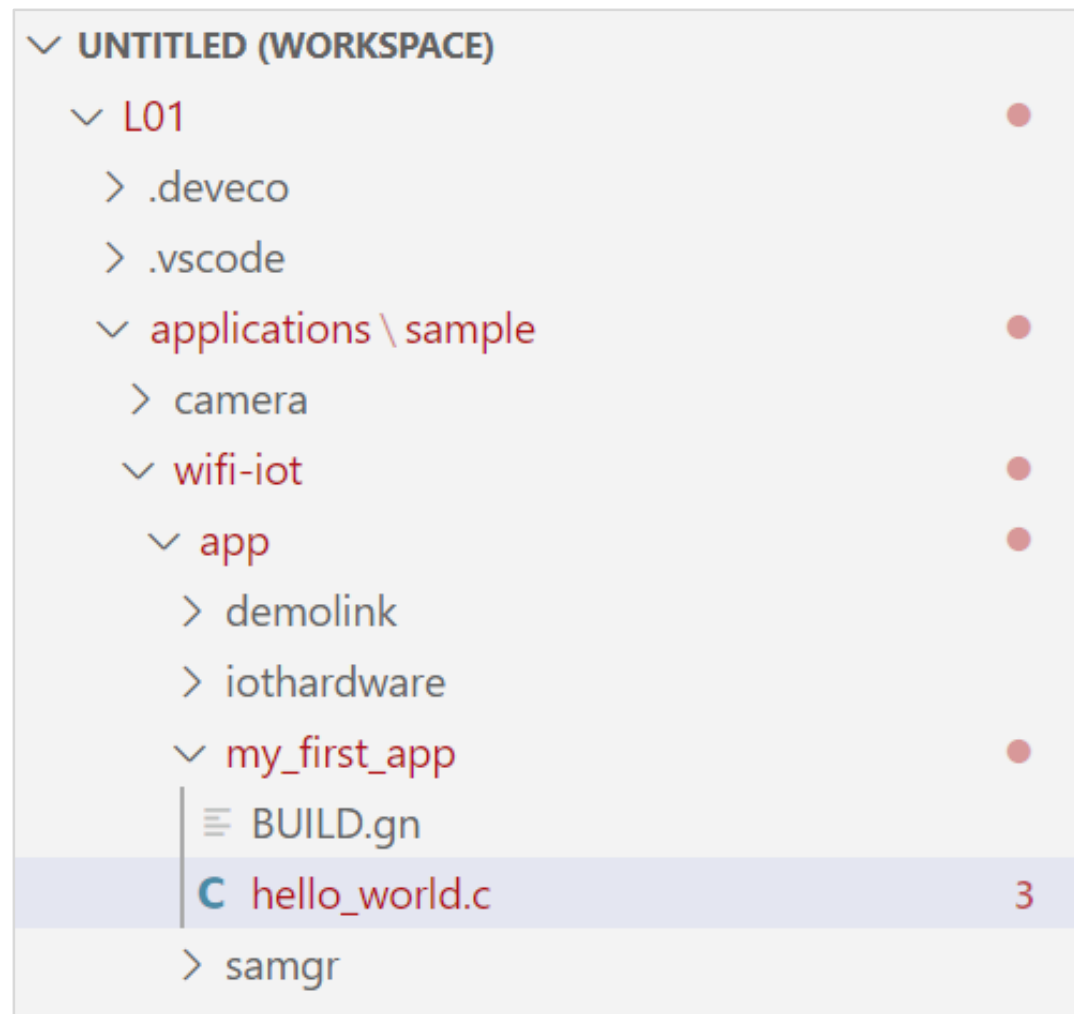 UNTITLED (WORKSPACE)
L01
.deveco
.vscode
applications \ sample
camera
wifi-iot
app
demolink
iothardware
my_first_app
BUILD.gn
C hello_world.c 3
samgr